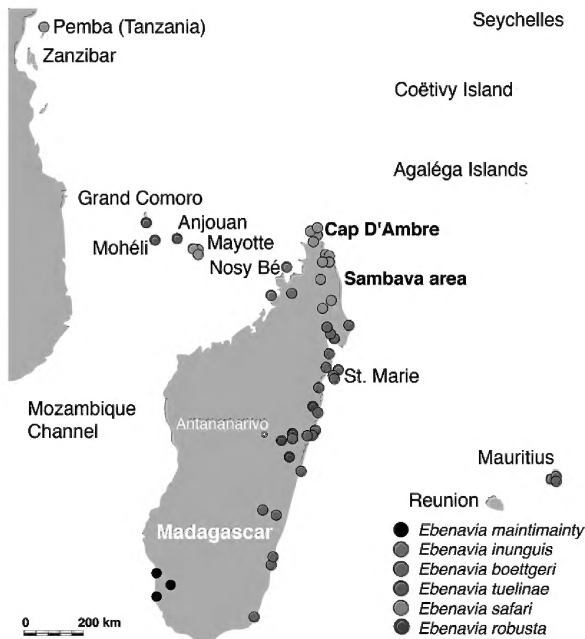 Pemba (Tanzania)
Seychelles
Zanzibar
Coëtivy Island
Agaléga Islands
Grand Comoro
Anjouan
Cap D'Ambre
Mohéli
Mayotte
Nosy Bé
Sambava area
St. Marie
Mozambique
Channel
Antananarivo
Mauritius
Reunion
Madagascar
Ebenavia maintimainty
Ebenavia inunguis
Ebenavia boettgeri
Ebenavia tuelinae
Ebenavia safari
Ebenavia robusta
0 200 km